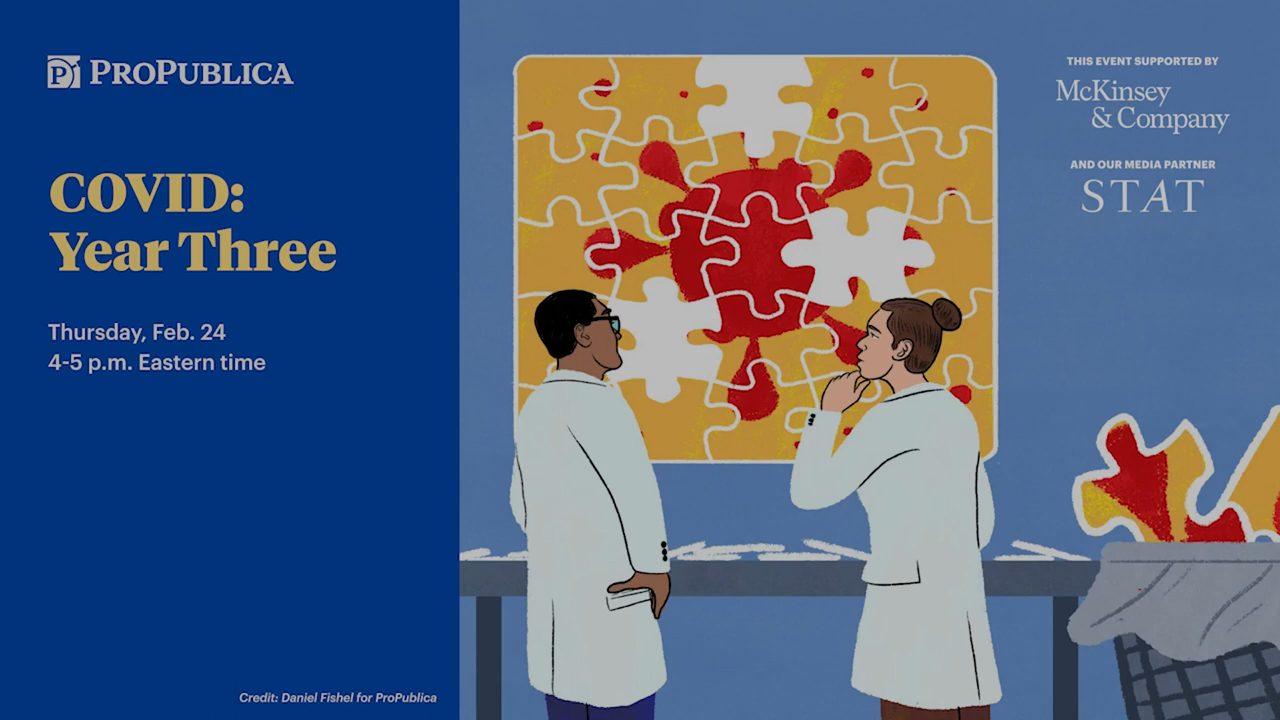 PROPUBLICA
COVID:
Year Three
Thursday, Feb. 24
4-5 p.m. Eastern time
Credit: Daniel Fishel for ProPublica
THIS EVENT SUPPORTED BY
McKinsey
& Company
AND OUR MEDIA PARTNER
STAT